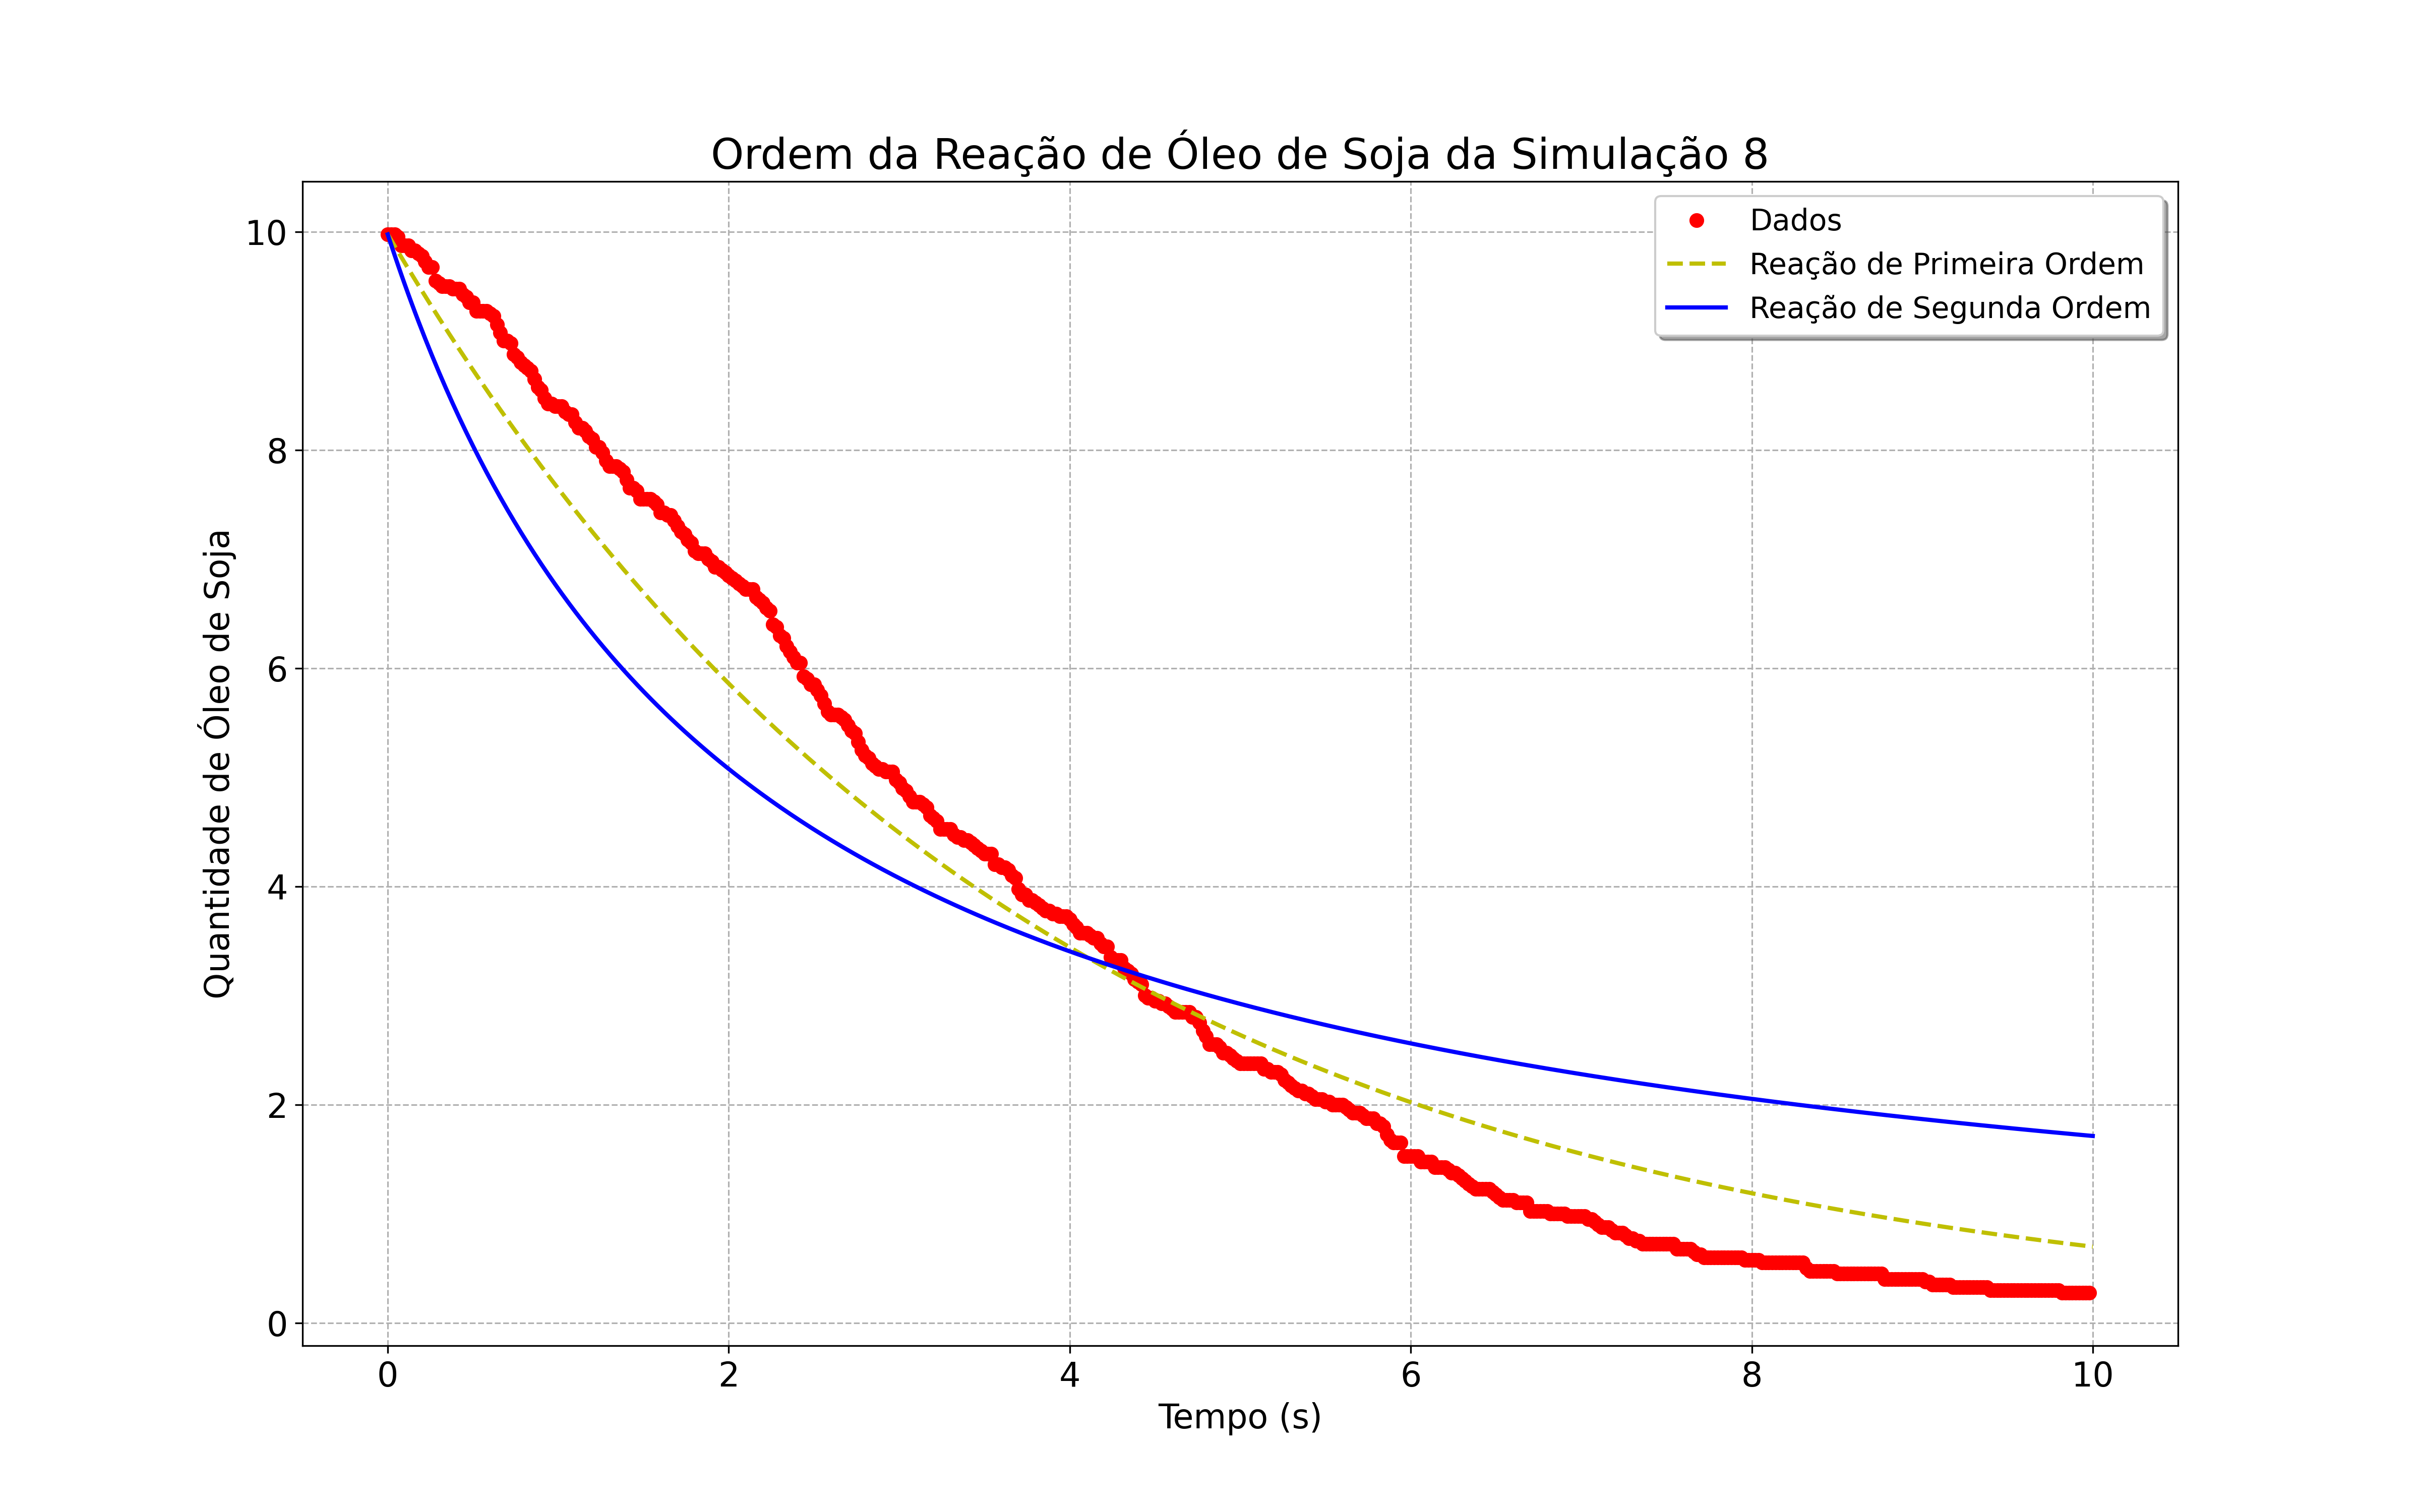 Ordem da Reação de Óleo de Soja da Simulação 8
Dados
Reação de Primeira Ordem
Reação de Segunda Ordem
Quantidade de Óleo de Soja
10
8
6
4
2
0
0 2 4 6 8 10
Tempo (s)